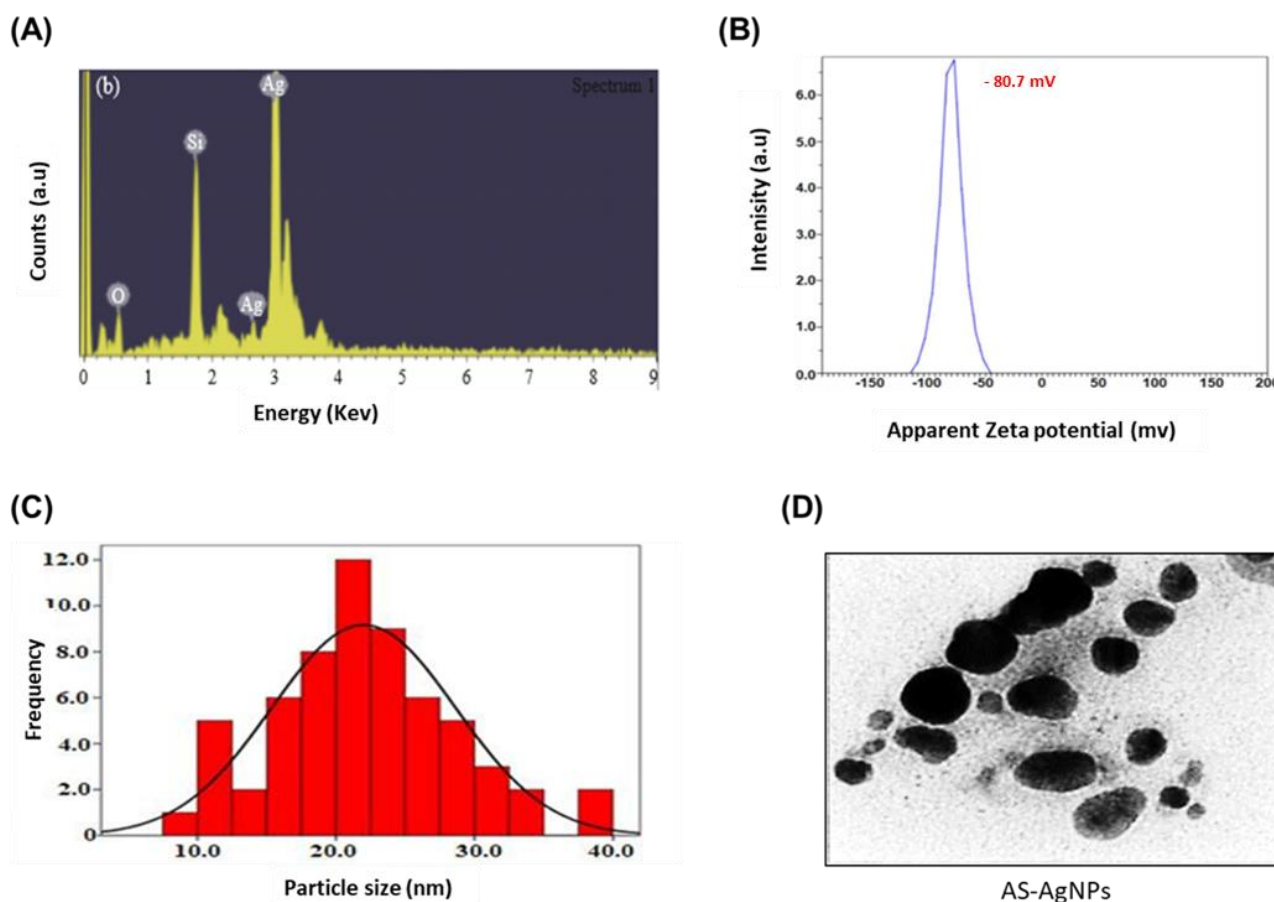 (A)
(b)
Ag
Spectrum 1
Si
O
Ag
Counts (a.u)
0 1 2 3 4 5 6 7 8 9
Energy (Kev)
(B)
- 80.7 mV
Intenisity (a.u)
6.0
5.0
4.0
3.0
2.0
1.0
0.0
-150 -100 -50 0 50 100 150 200
Apparent Zeta potential (mv)
(C)
Frequency
12.0
10.0
8.0
6.0
4.0
2.0
0
10.0 20.0 30.0 40.0
Particle size (nm)
(D)
AS-AgNPs